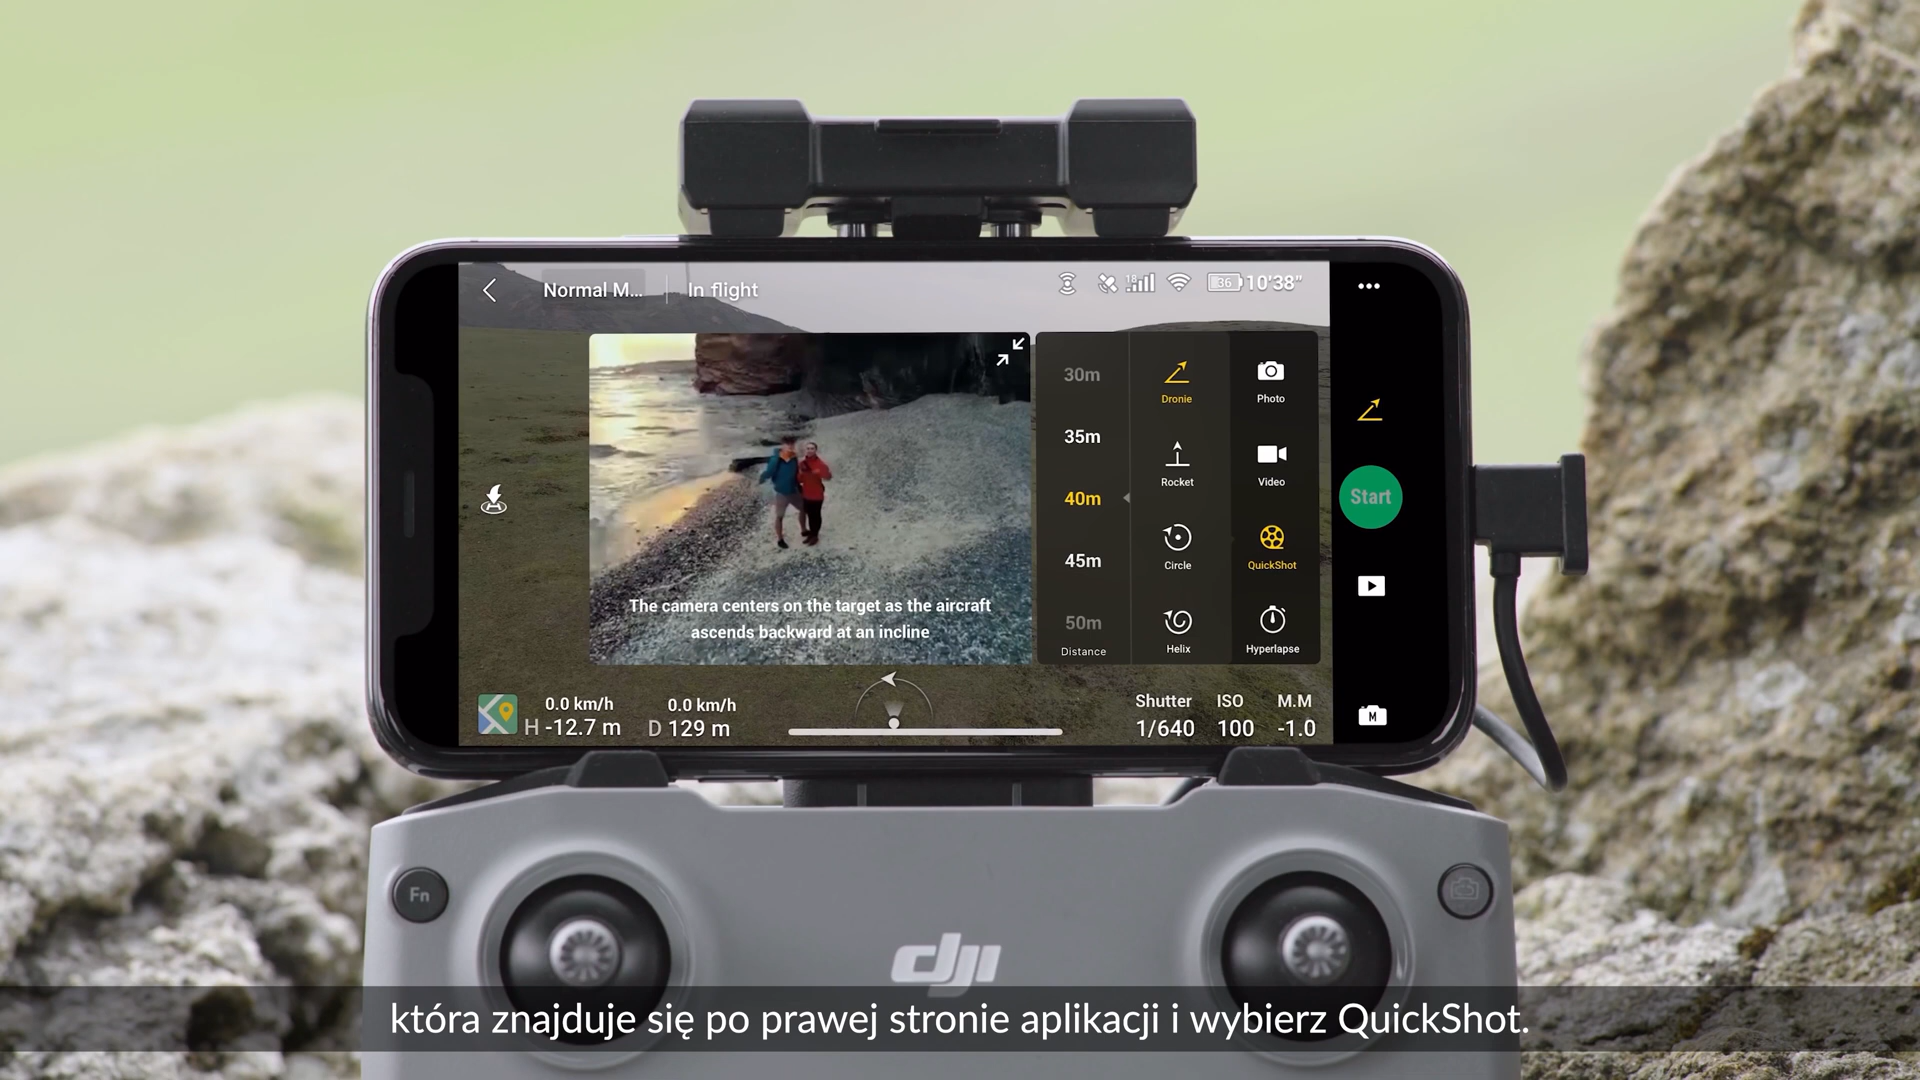 Normal M...
In flight
18
36
10'38"
30m
35m
40m
45m
50m
Distance
Dronie
Rocket
Circle
Helix
Photo
Video
QuickShot
Hyperlapse
Start
The camera centers on the target as the aircraft
ascends backward at an incline
0.0 km/h
H -12.7 m
0.0 km/h
D 129 m
Shutter
1/640
ISO
100
M.M
-1.0
M
Fn
dji
która znajduje się po prawej stronie aplikacji i wybierz QuickShot.